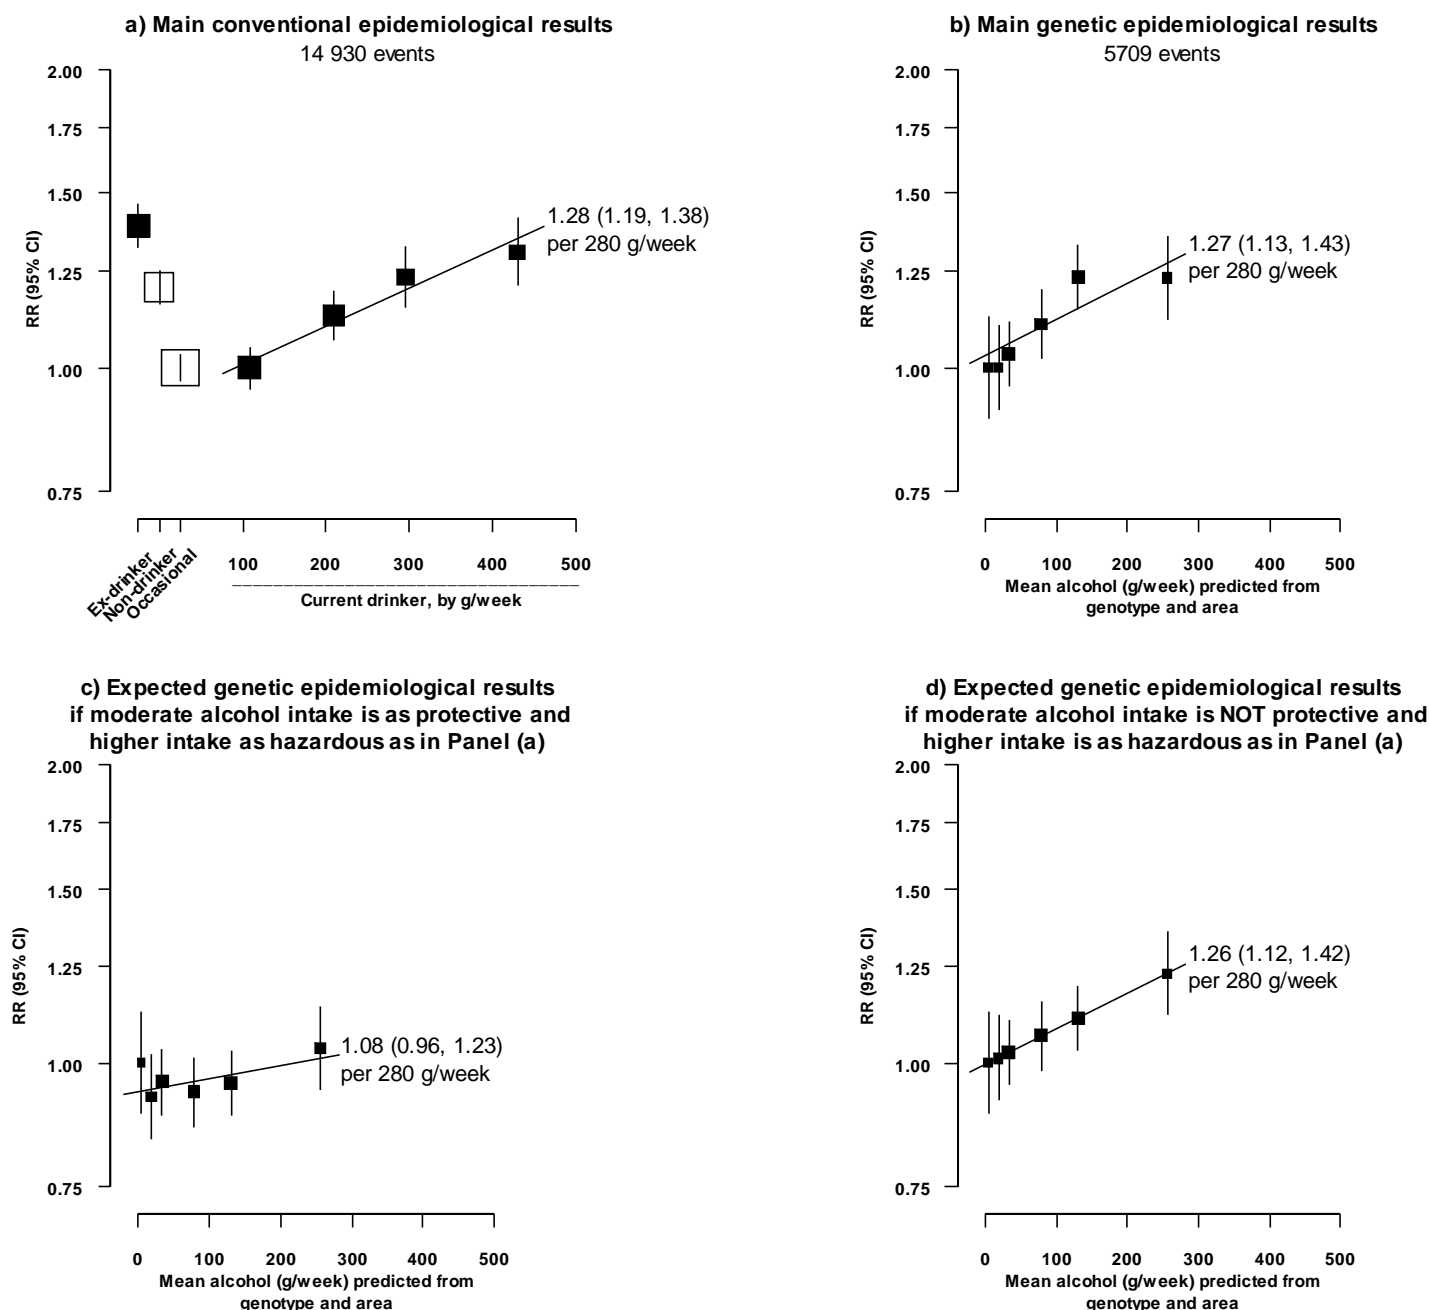 a) Main conventional epidemiological results
14 930 events
2.00
1.75
1.50
1.25
1.00
0.75
RR (95% CI)
1.28 (1.19, 1.38)
per 280 g/week
Ex-drinker
Non-drinker
Occasional
100 200 300 400 500
Current drinker, by g/week
b) Main genetic epidemiological results
5709 events
2.00
1.75
1.50
1.25
1.00
0.75
RR (95% CI)
1.27 (1.13, 1.43)
per 280 g/week
0 100 200 300 400 500
Mean alcohol (g/week) predicted from
genotype and area
c) Expected genetic epidemiological results
if moderate alcohol intake is as protective and
higher intake as hazardous as in Panel (a)
2.00
1.75
1.50
1.25
1.00
0.75
RR (95% CI)
1.08 (0.96, 1.23)
per 280 g/week
0 100 200 300 400 500
Mean alcohol (g/week) predicted from
genotype and area
d) Expected genetic epidemiological results
if moderate alcohol intake is NOT protective and
higher intake is as hazardous as in Panel (a)
2.00
1.75
1.50
1.25
1.00
0.75
RR (95% CI)
1.26 (1.12, 1.42)
per 280 g/week
0 100 200 300 400 500
Mean alcohol (g/week) predicted from
genotype and area